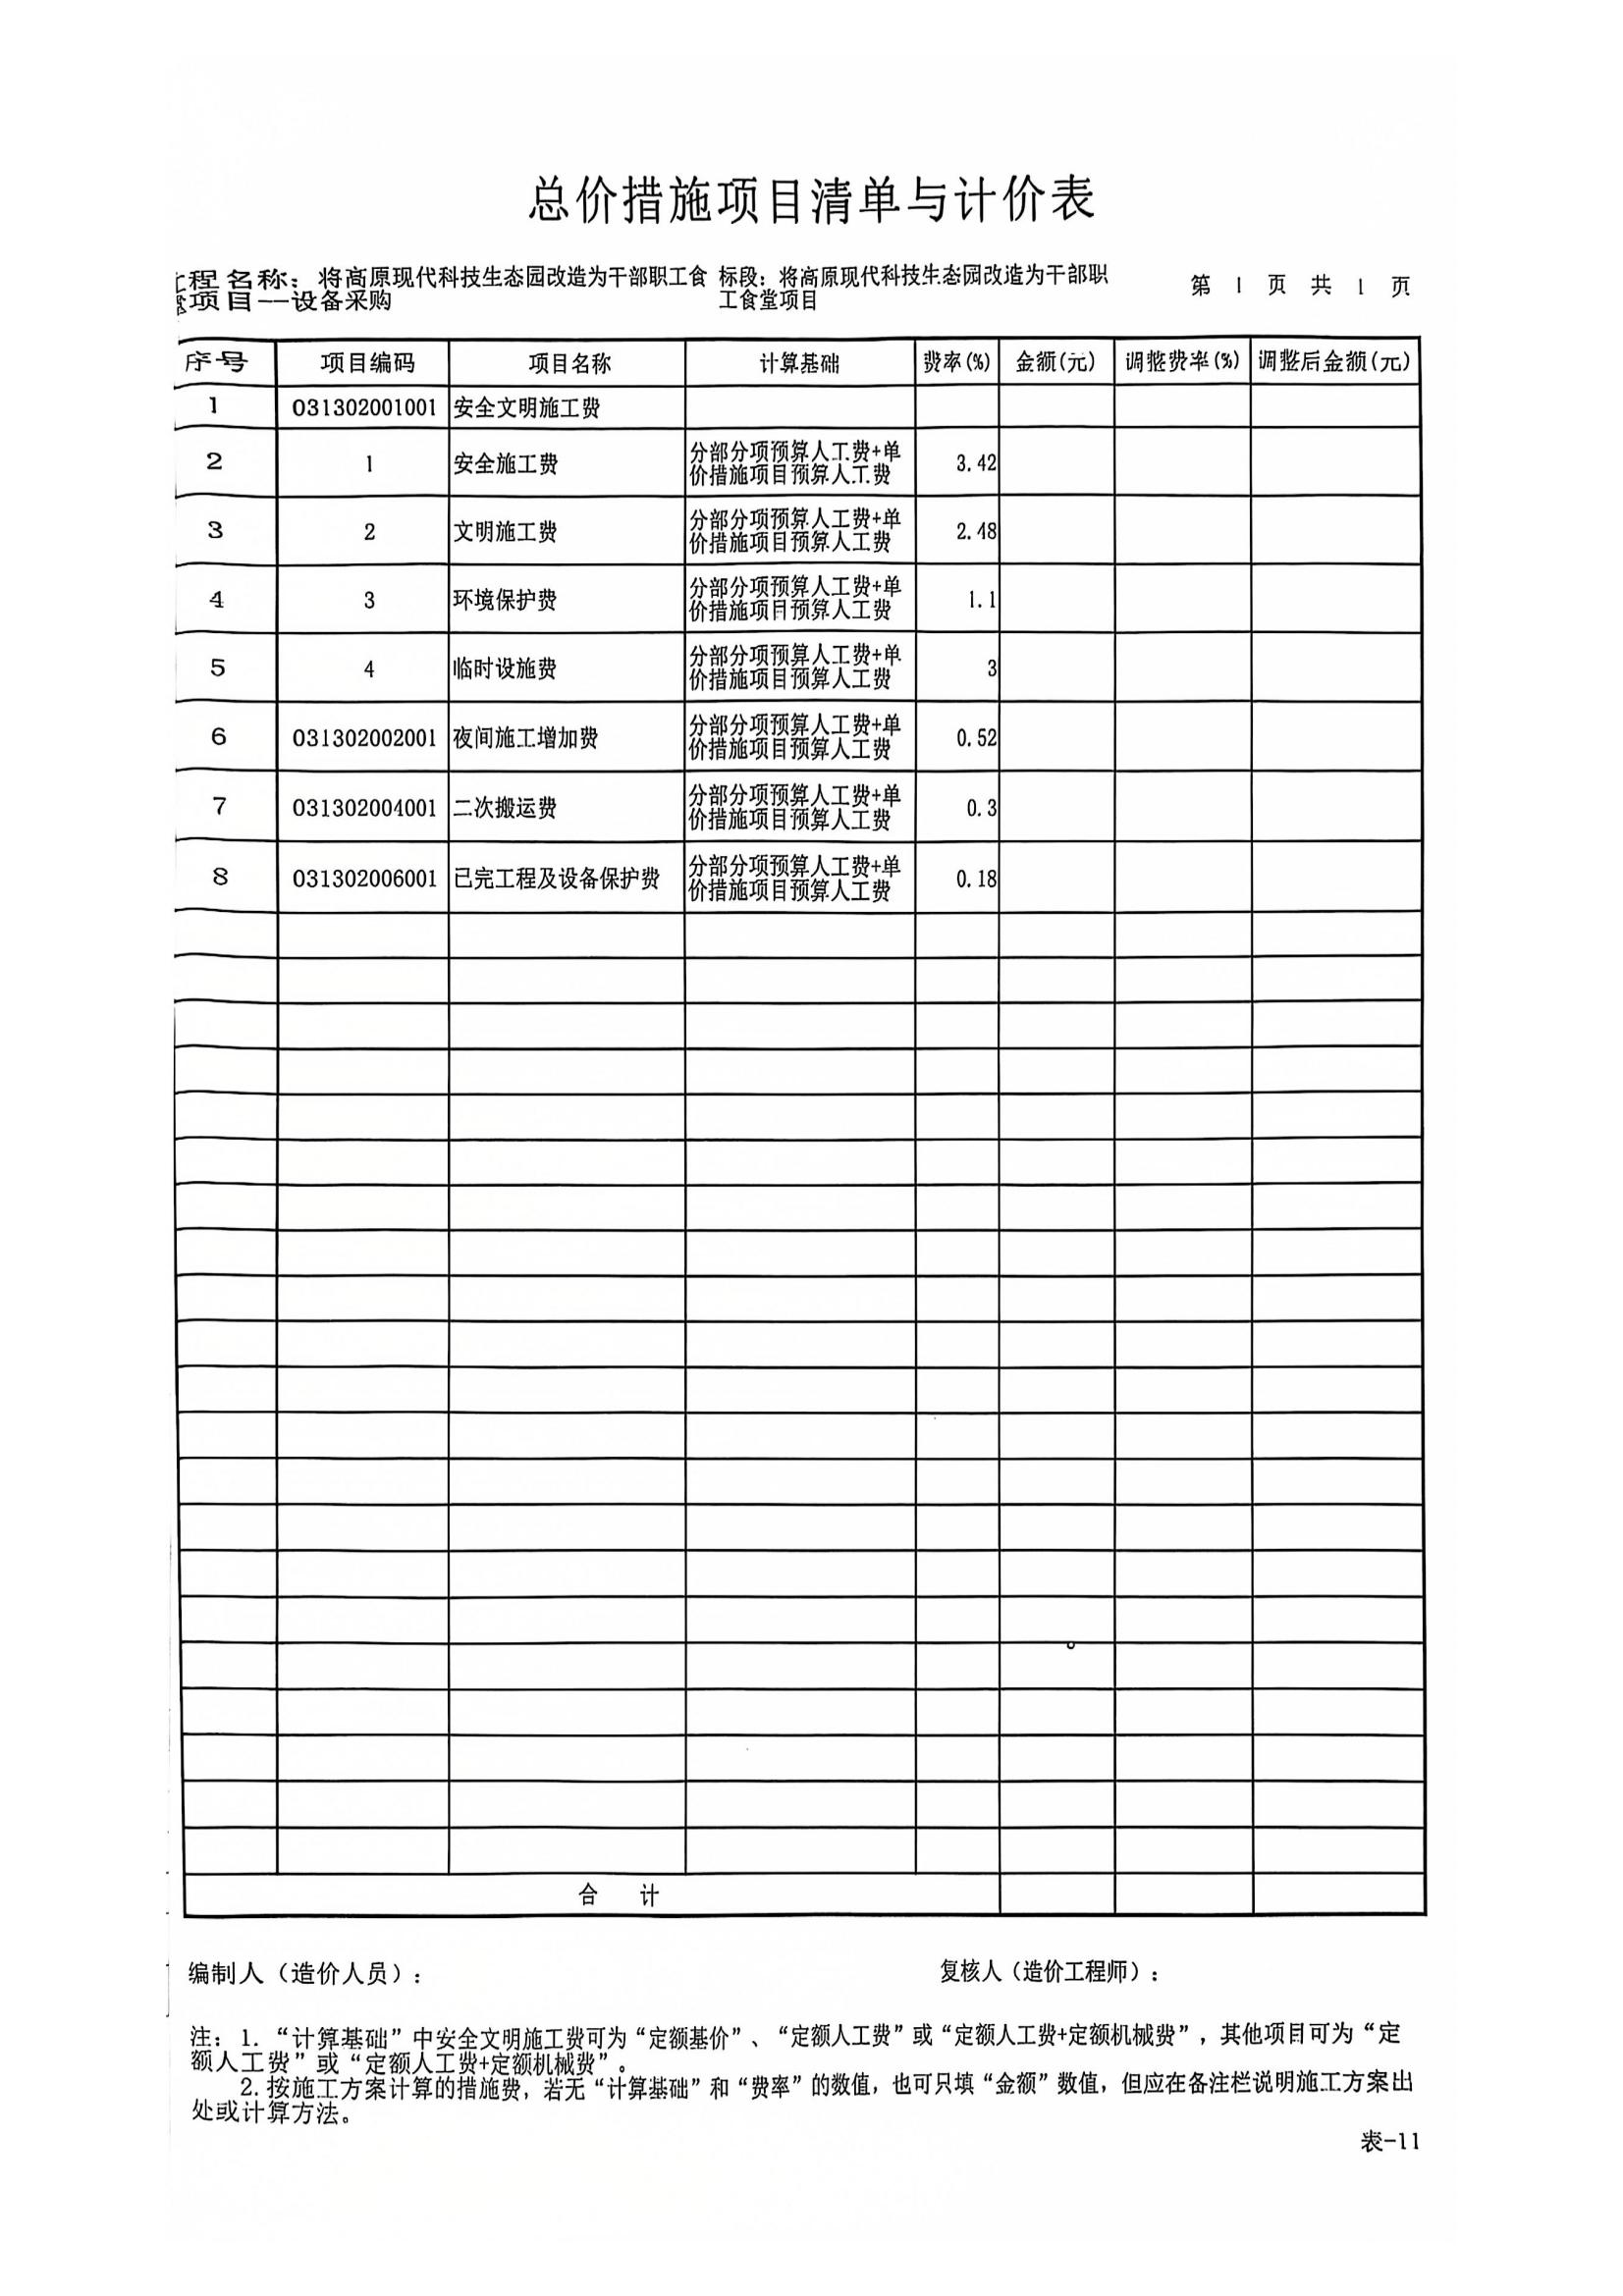 总价措施项目清单与计价表
程名称：将高原现代科技生态园改造为干部职工食 标段：将高原现代科技生态园改造为干部职 第 1 页 共 1 页
项目——设备采购 工食堂项目
序号 项目编码 项目名称 计算基础 费率(%) 金额(元) 调整费率(%) 调整后金额(元)
1 031302001001 安全文明施工费
2 1 安全施工费 分部分项预算人工费+单 3.42
价措施项目预算人工费
3 2 文明施工费 分部分项预算人工费+单 2.48
价措施项目预算人工费
4 3 环境保护费 分部分项预算人工费+单 1.1
价措施项目预算人工费
5 4 临时设施费 分部分项预算人工费+单 3
价措施项目预算人工费
6 031302002001 夜间施工增加费 分部分项预算人工费+单 0.52
价措施项目预算人工费
7 031302004001 二次搬运费 分部分项预算人工费+单 0.3
价措施项目预算人工费
8 031302006001 已完工程及设备保护费 分部分项预算人工费+单 0.18
价措施项目预算人工费
合 计
编制人（造价人员）： 复核人（造价工程师）：
注：1.“计算基础”中安全文明施工费可为“定额基价”、“定额人工费”或“定额人工费+定额机械费”，其他项目可为“定
额人工费”或“定额人工费+定额机械费”。
2.按施工方案计算的措施费，若无“计算基础”和“费率”的数值，也可只填“金额”数值，但应在备注栏说明施工方案出
处或计算方法。
表-11